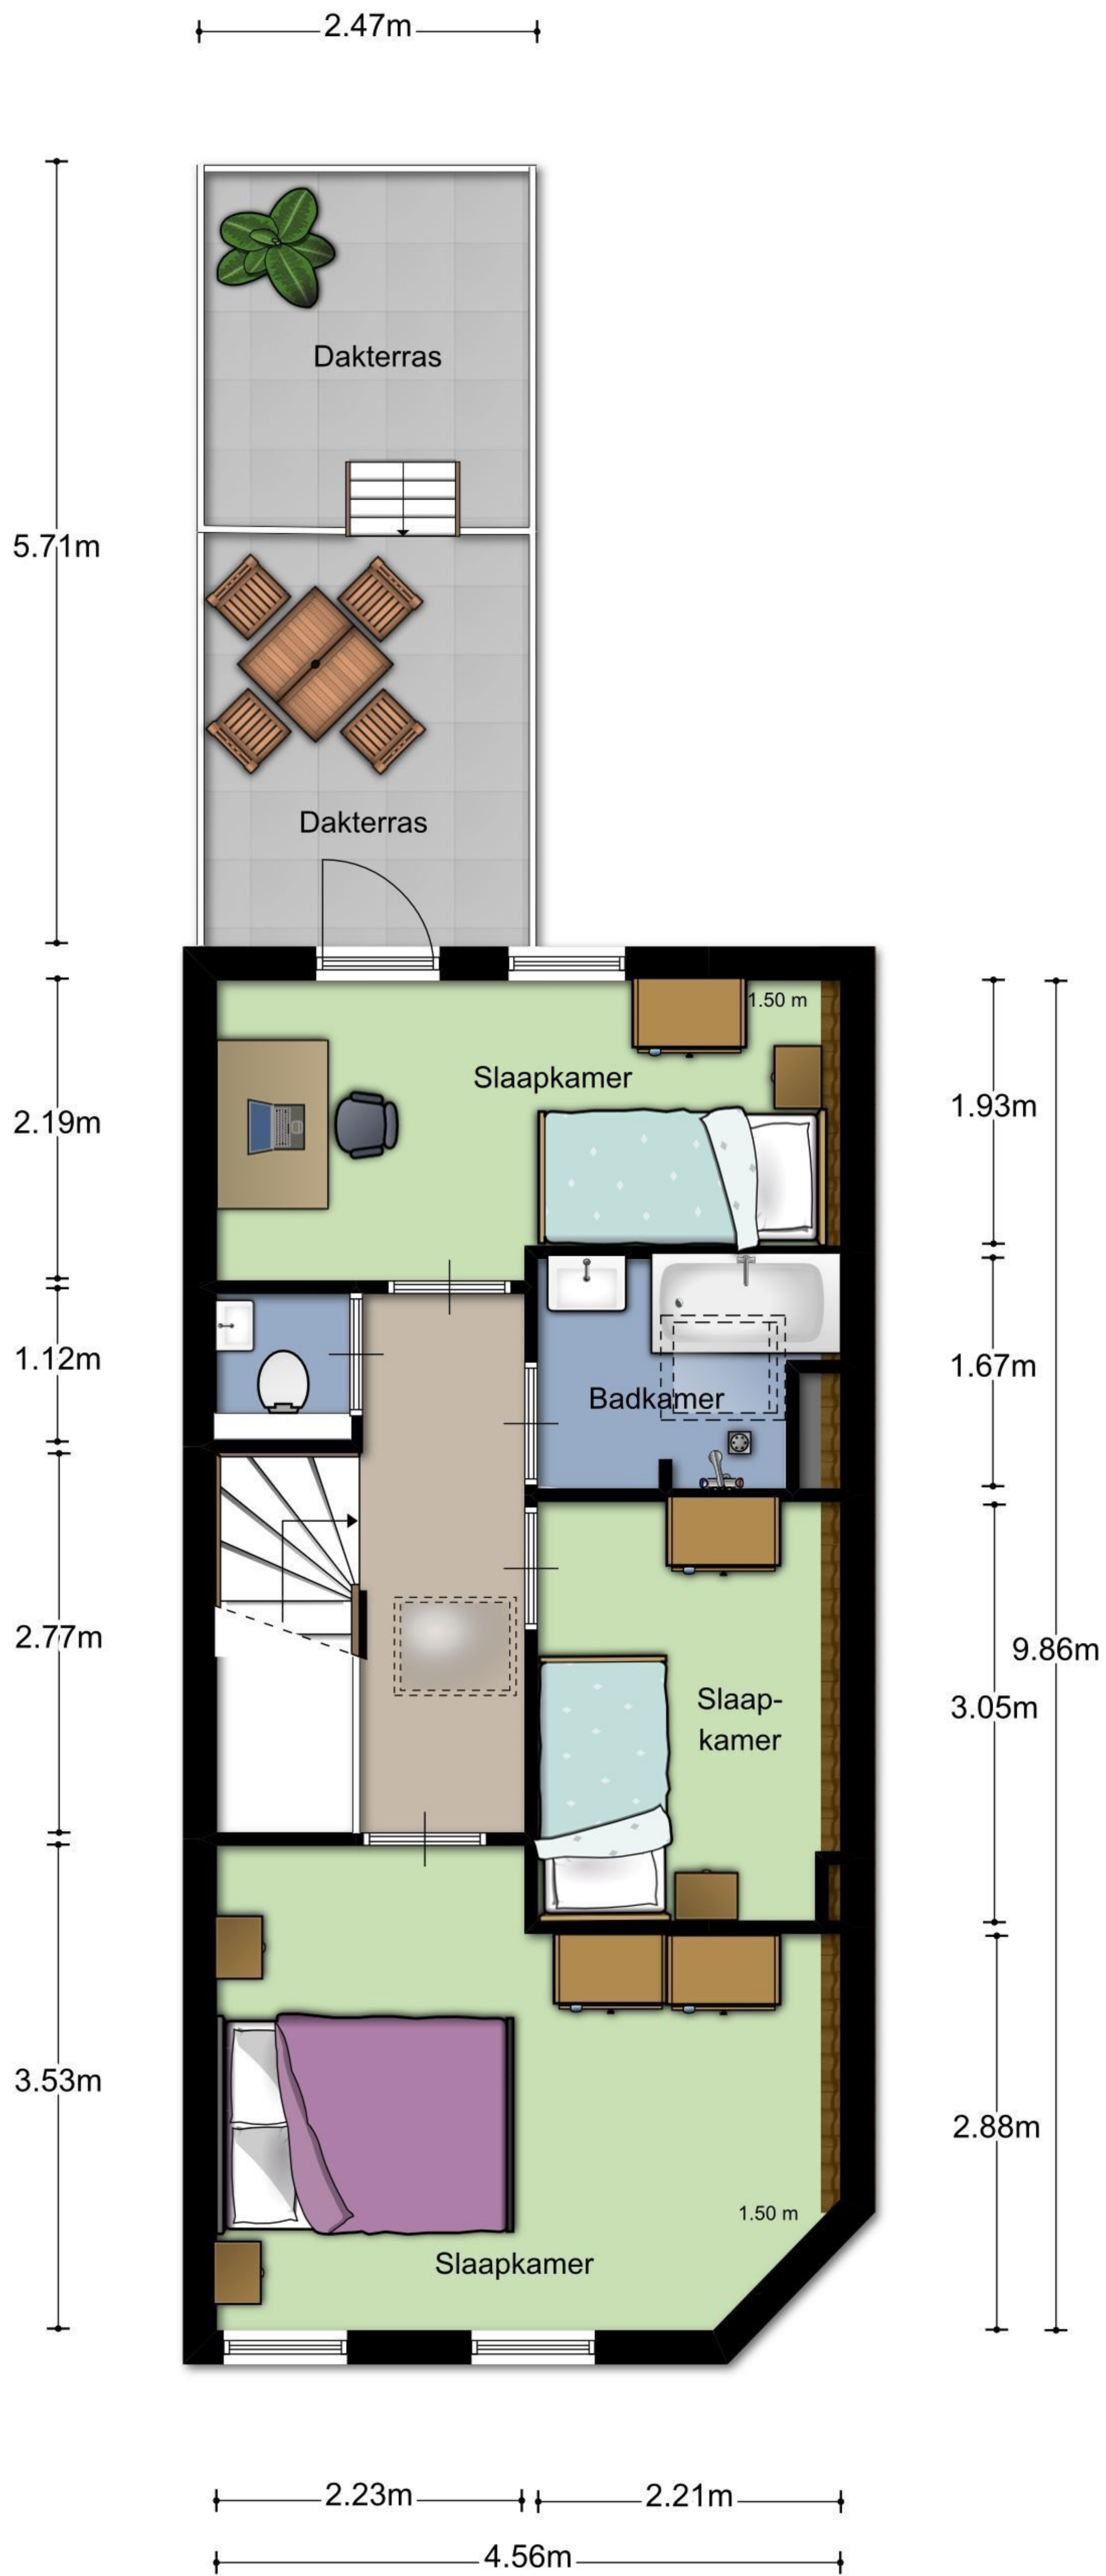 2.47m
Dakterras
5.71m
Dakterras
1.50 m
Slaapkamer
2.19m
1.93m
1.12m
1.67m
Badkamer
2.77m
9.86m
Slaap-
kamer
3.05m
3.53m
2.88m
1.50 m
Slaapkamer
2.23m
2.21m
4.56m